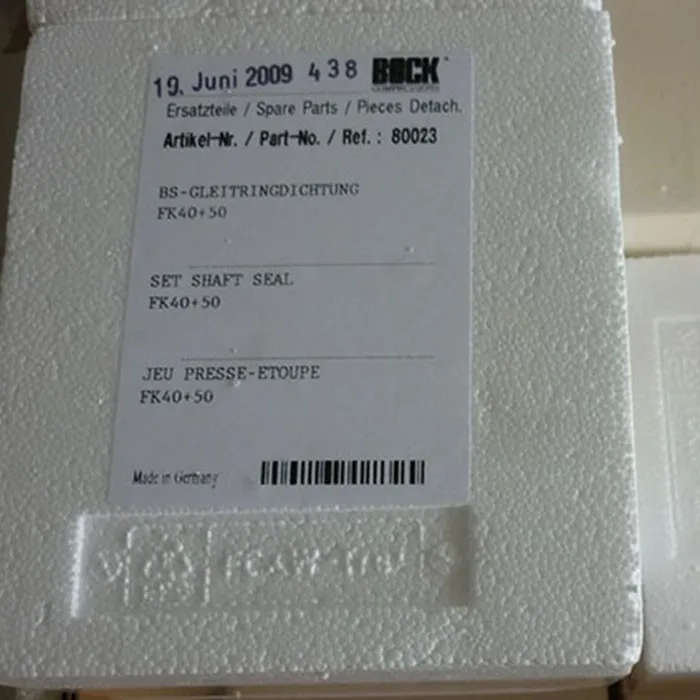 19. Juni 2009 438 BOCK
Ersatzteile / Spare Parts / Pieces Detach.
Artikel-Nr. / Part-No. / Ref. : 80023
BS-GLEITRINGDICHTUNG
FK40+50
SET SHAFT SEAL
FK40+50
JEU PRESSE-ETOUPE
FK40+50
Made in Germany